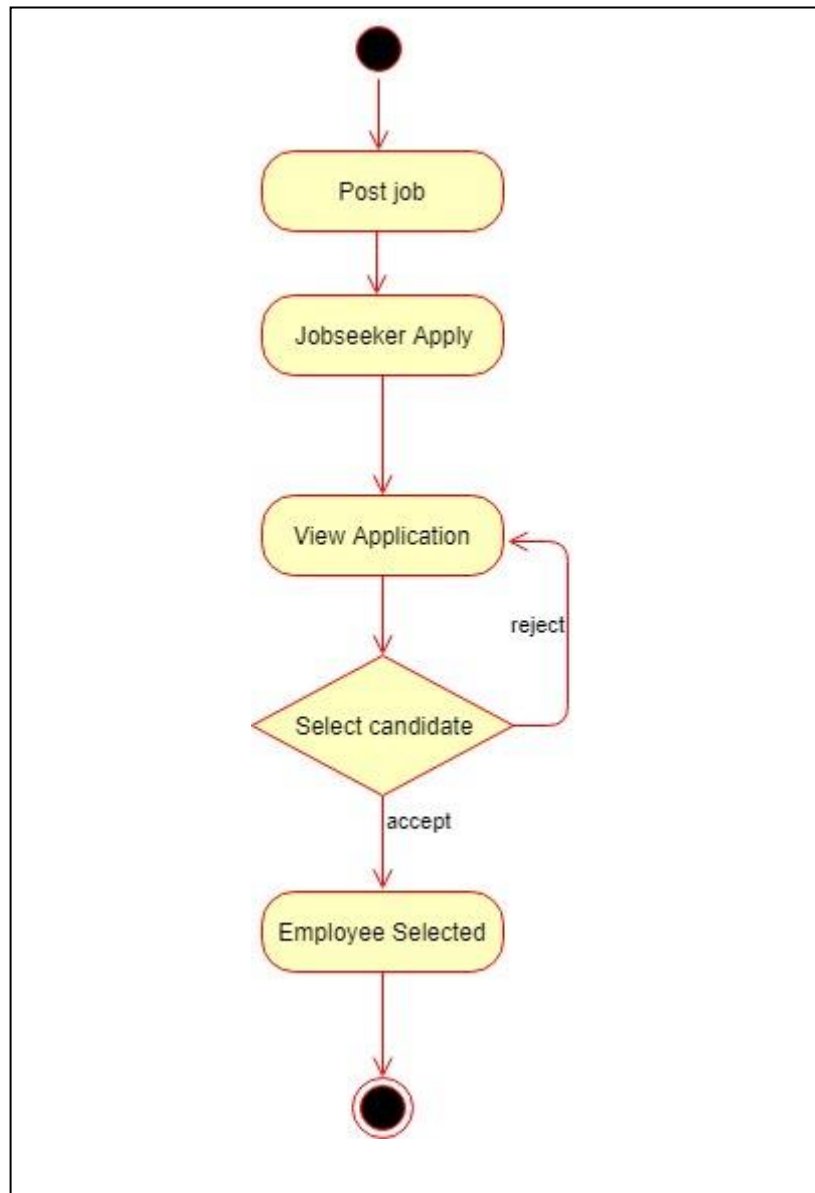 Post job
Jobseeker Apply
View Application
reject
Select candidate
accept
Employee Selected